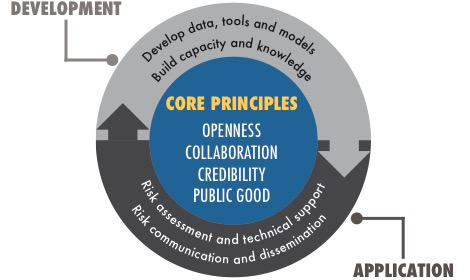 DEVELOPMENT
Develop data, tools and models
Build capacity and knowledge
CORE PRINCIPLES
OPENNESS
COLLABORATION
CREDIBILITY
PUBLIC GOOD
Risk assessment and technical support
Risk communication and dissemination
APPLICATION